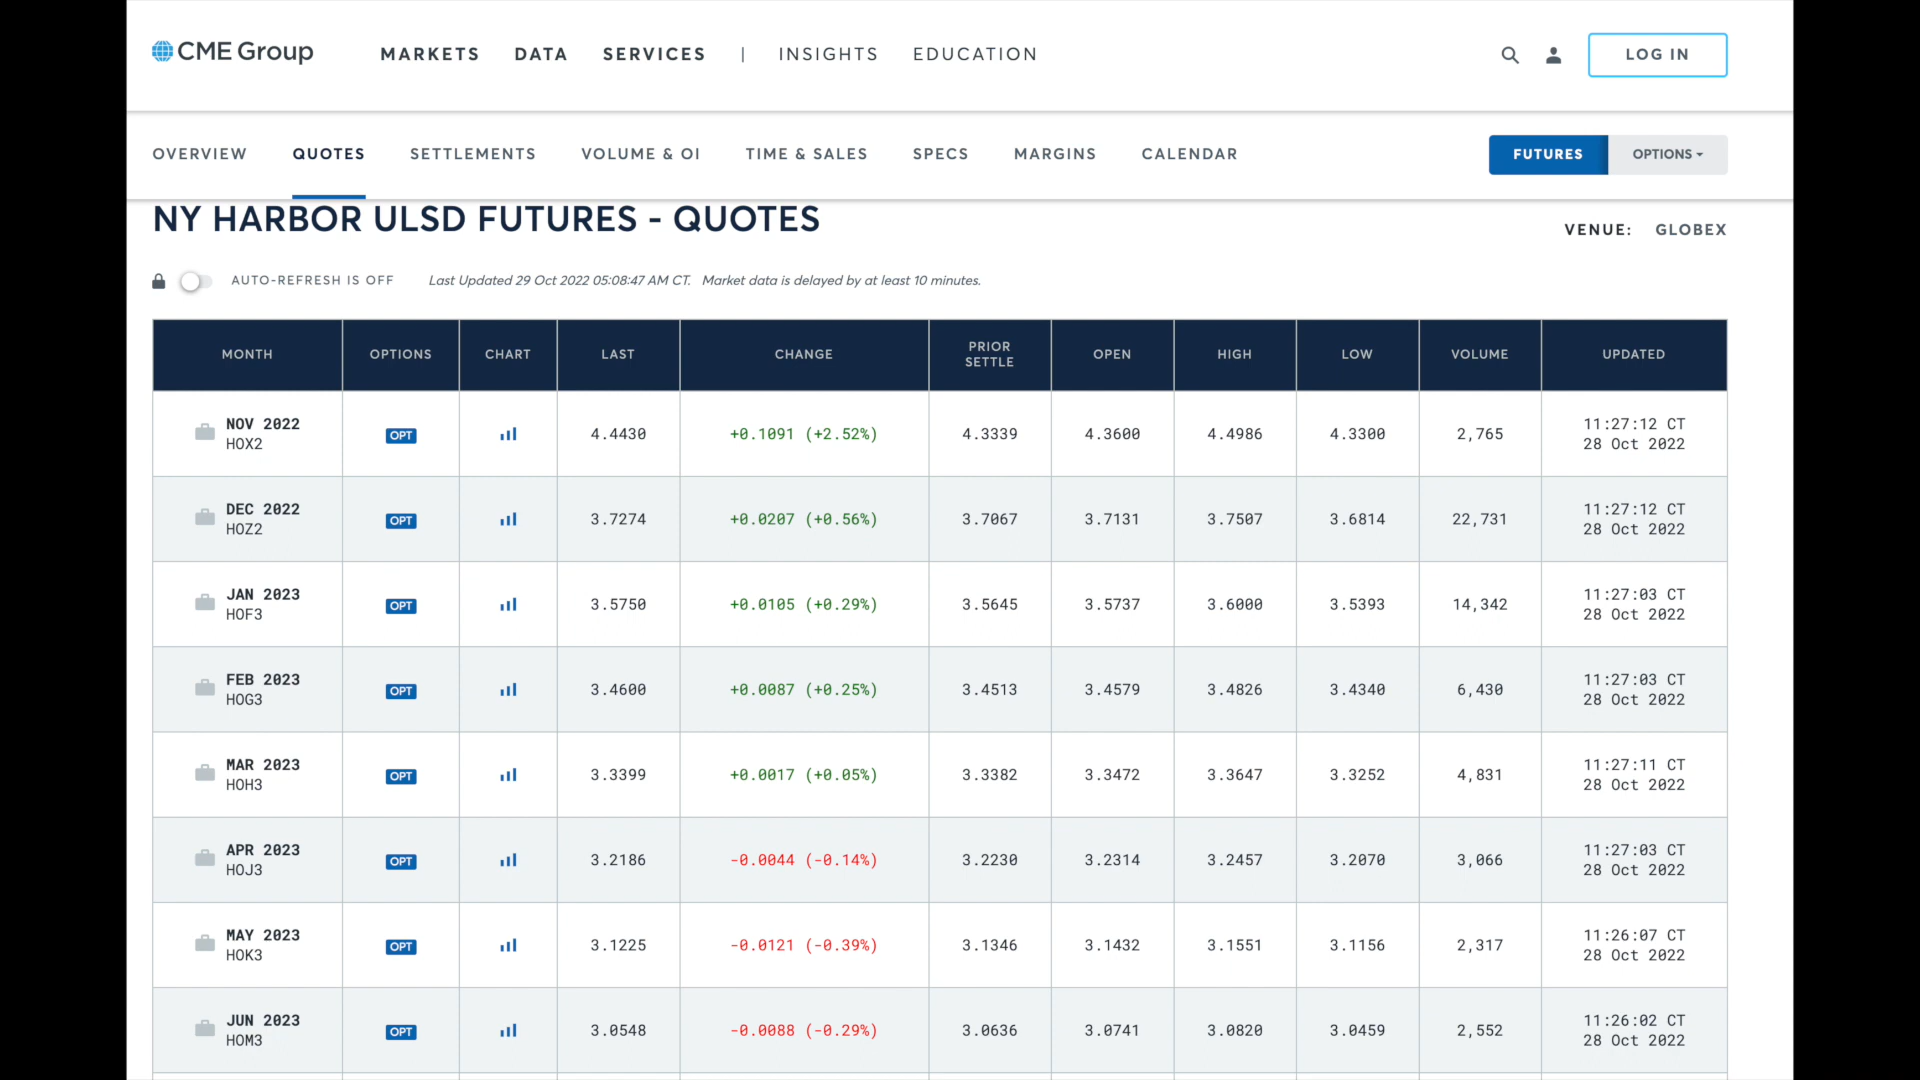 CME Group MARKETS DATA SERVICES | INSIGHTS EDUCATION LOG IN
OVERVIEW QUOTES SETTLEMENTS VOLUME & OI TIME & SALES SPECS MARGINS CALENDAR FUTURES OPTIONS
NY HARBOR ULSD FUTURES - QUOTES
VENUE: GLOBEX
AUTO-REFRESH IS OFF Last Updated 29 Oct 2022 05:08:47 AM CT. Market data is delayed by at least 10 minutes.
MONTH OPTIONS CHART LAST CHANGE PRIOR SETTLE OPEN HIGH LOW VOLUME UPDATED
NOV 2022 HOX2 OPT 4.4430 +0.1091 (+2.52%) 4.3339 4.3600 4.4986 4.3300 2,765 11:27:12 CT 28 Oct 2022
DEC 2022 HOZ2 OPT 3.7274 +0.0207 (+0.56%) 3.7067 3.7131 3.7507 3.6814 22,731 11:27:12 CT 28 Oct 2022
JAN 2023 HOF3 OPT 3.5750 +0.0105 (+0.29%) 3.5645 3.5737 3.6000 3.5393 14,342 11:27:03 CT 28 Oct 2022
FEB 2023 HOG3 OPT 3.4600 +0.0087 (+0.25%) 3.4513 3.4579 3.4826 3.4340 6,430 11:27:03 CT 28 Oct 2022
MAR 2023 HOH3 OPT 3.3399 +0.0017 (+0.05%) 3.3382 3.3472 3.3647 3.3252 4,831 11:27:11 CT 28 Oct 2022
APR 2023 HOJ3 OPT 3.2186 -0.0044 (-0.14%) 3.2230 3.2314 3.2457 3.2070 3,066 11:27:03 CT 28 Oct 2022
MAY 2023 HOK3 OPT 3.1225 -0.0121 (-0.39%) 3.1346 3.1432 3.1551 3.1156 2,317 11:26:07 CT 28 Oct 2022
JUN 2023 HOM3 OPT 3.0548 -0.0088 (-0.29%) 3.0636 3.0741 3.0820 3.0459 2,552 11:26:02 CT 28 Oct 2022